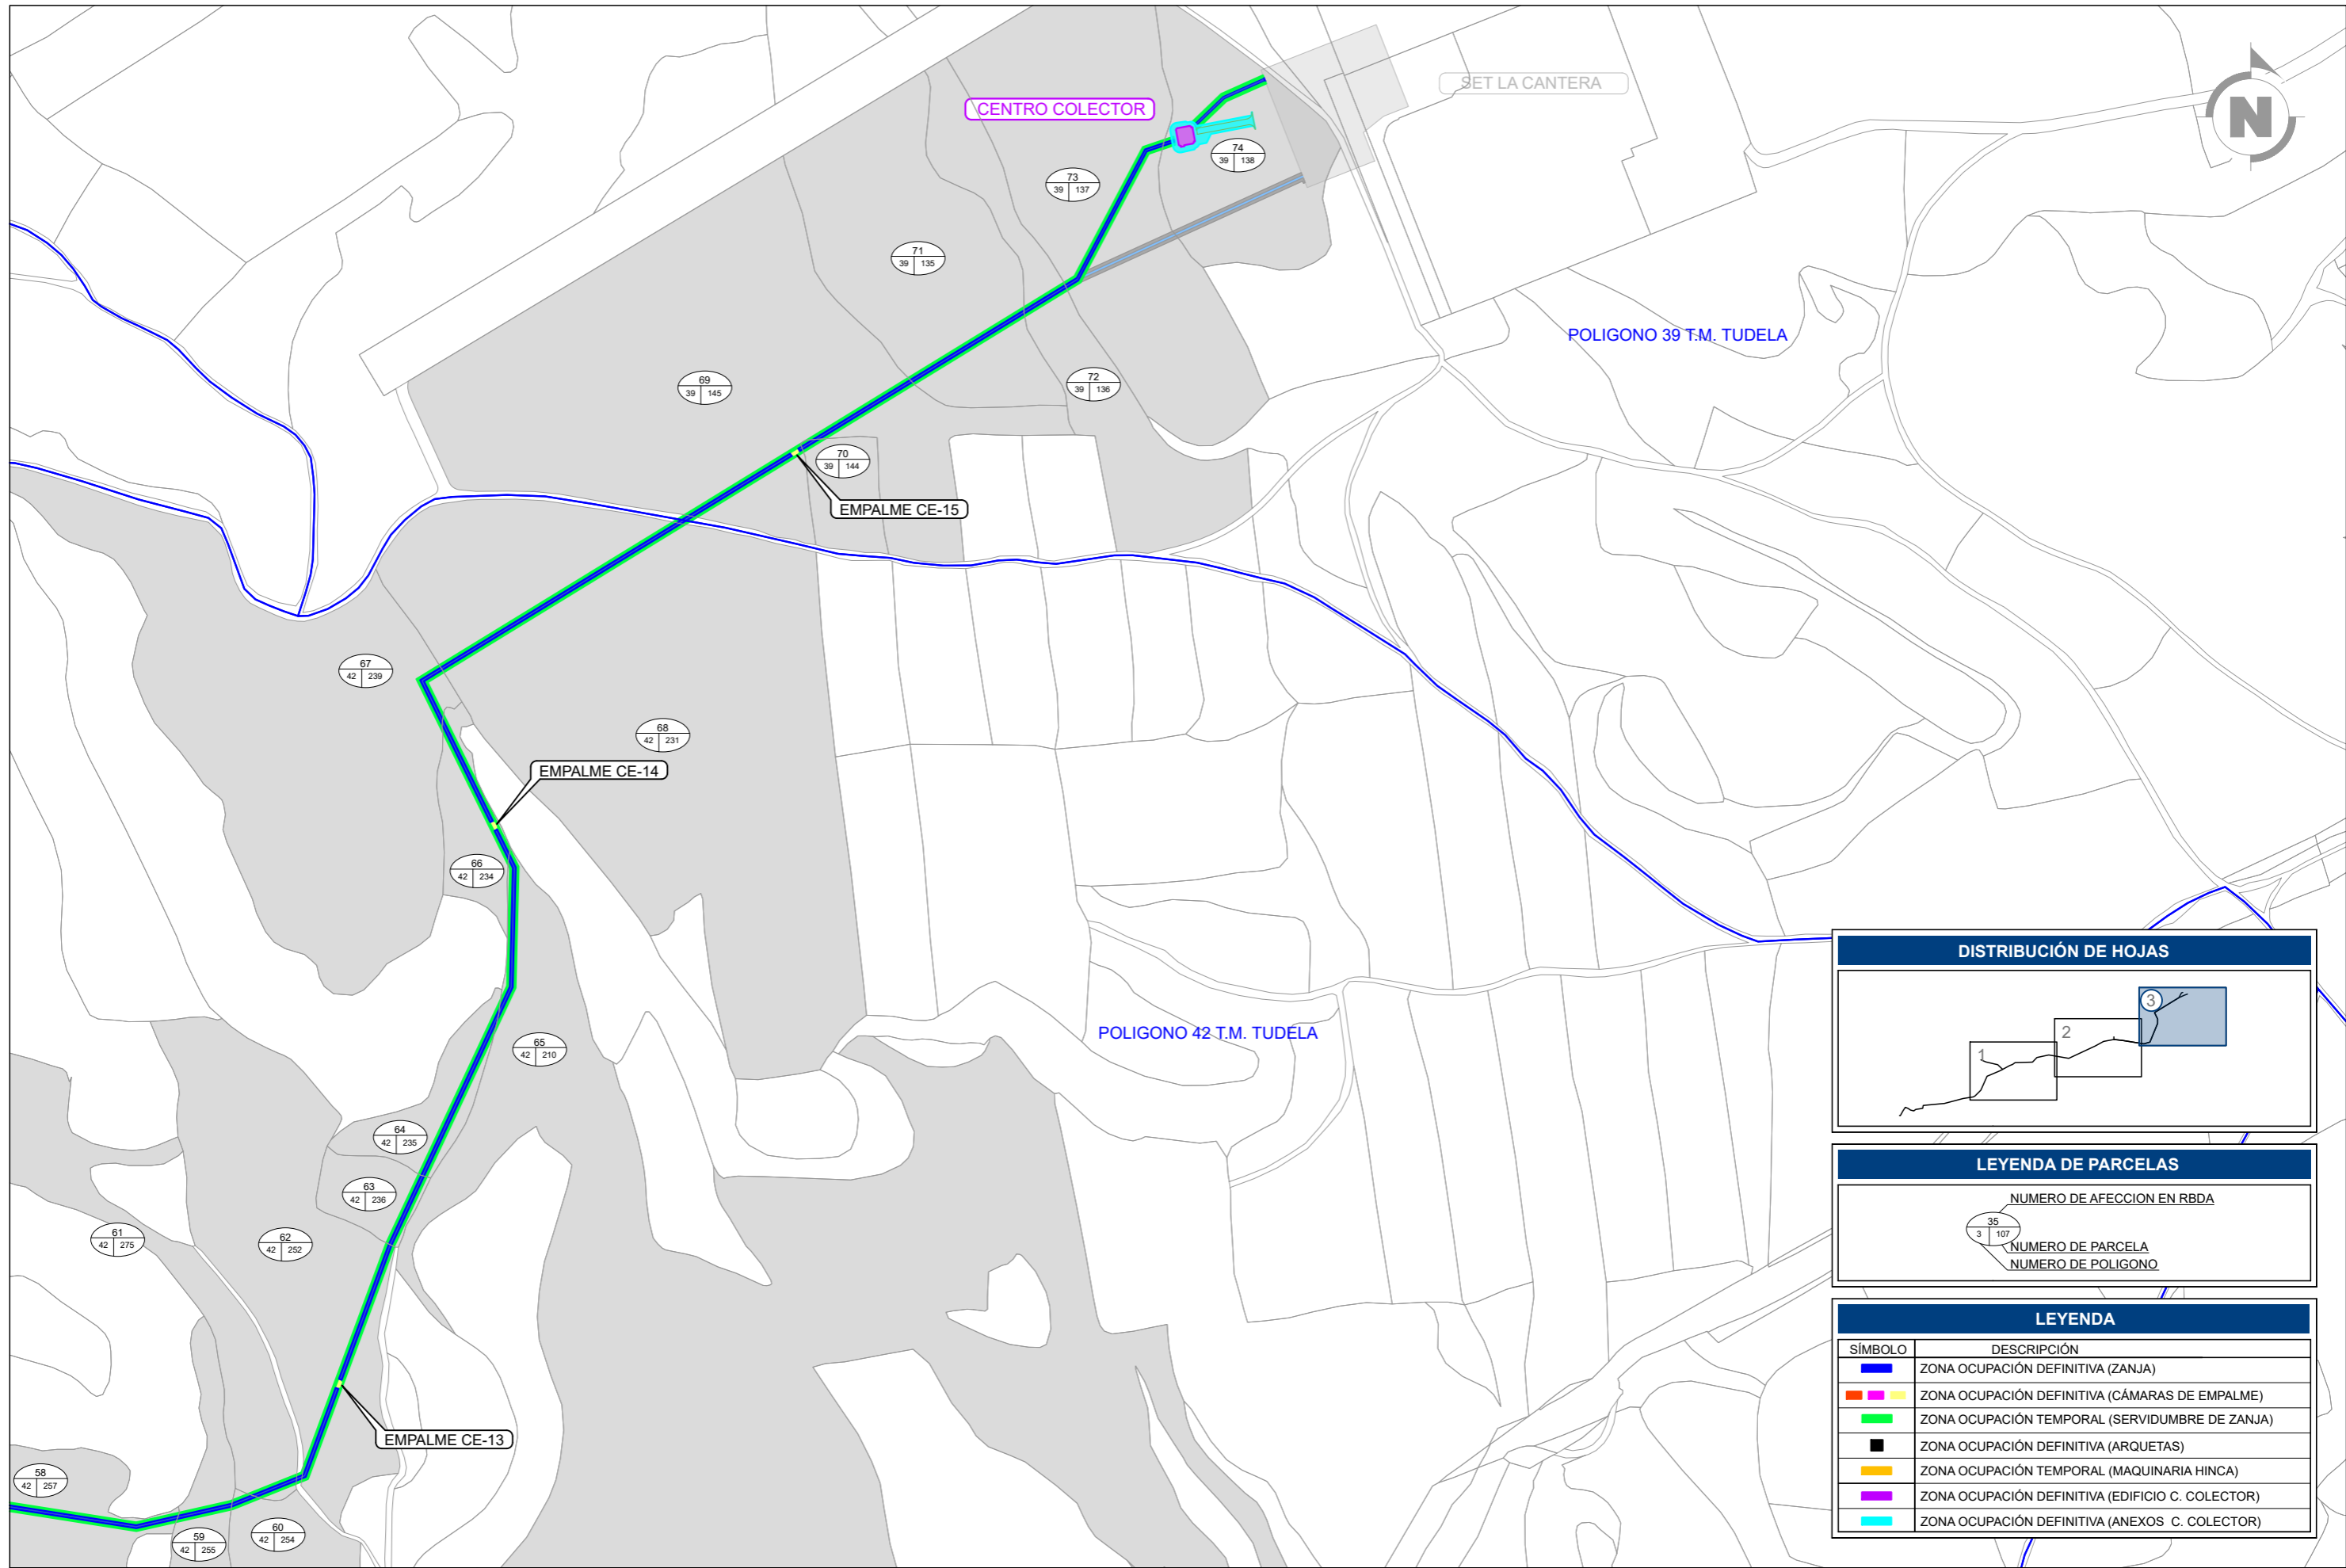 N
SET LA CANTERA
CENTRO COLECTOR
74
39 138
73
39 137
71
39 135
POLIGONO 39 T.M. TUDELA
69
39 145
72
39 136
70
39 144
EMPALME CE-15
67
42 239
68
42 231
EMPALME CE-14
66
42 234
65
42 210
POLIGONO 42 T.M. TUDELA
64
42 235
63
42 236
61
42 275
62
42 252
EMPALME CE-13
58
42 257
59
42 255
60
42 254
DISTRIBUCIÓN DE HOJAS
3
2
1
LEYENDA DE PARCELAS
NUMERO DE AFECCION EN RBDA
35
3 107
NUMERO DE PARCELA
NUMERO DE POLIGONO
LEYENDA
SÍMBOLO DESCRIPCIÓN
ZONA OCUPACIÓN DEFINITIVA (ZANJA)
ZONA OCUPACIÓN DEFINITIVA (CÁMARAS DE EMPALME)
ZONA OCUPACIÓN TEMPORAL (SERVIDUMBRE DE ZANJA)
ZONA OCUPACIÓN DEFINITIVA (ARQUETAS)
ZONA OCUPACIÓN TEMPORAL (MAQUINARIA HINCA)
ZONA OCUPACIÓN DEFINITIVA (EDIFICIO C. COLECTOR)
ZONA OCUPACIÓN DEFINITIVA (ANEXOS C. COLECTOR)